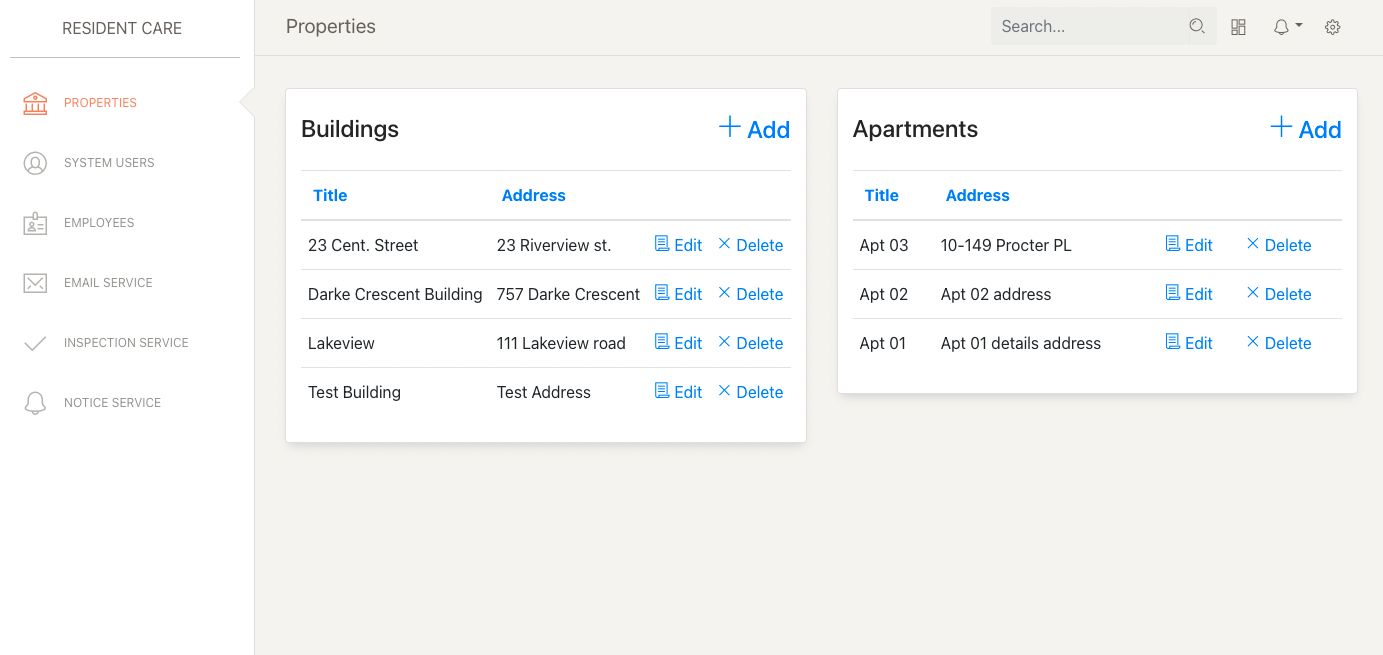 RESIDENT CARE
PROPERTIES
SYSTEM USERS
EMPLOYEES
EMAIL SERVICE
INSPECTION SERVICE
NOTICE SERVICE
Properties
Search...
Buildings
Add
Title Address
23 Cent. Street 23 Riverview st. Edit Delete
Darke Crescent Building 757 Darke Crescent Edit Delete
Lakeview 111 Lakeview road Edit Delete
Test Building Test Address Edit Delete
Apartments
Add
Title Address
Apt 03 10-149 Procter PL Edit Delete
Apt 02 Apt 02 address Edit Delete
Apt 01 Apt 01 details address Edit Delete